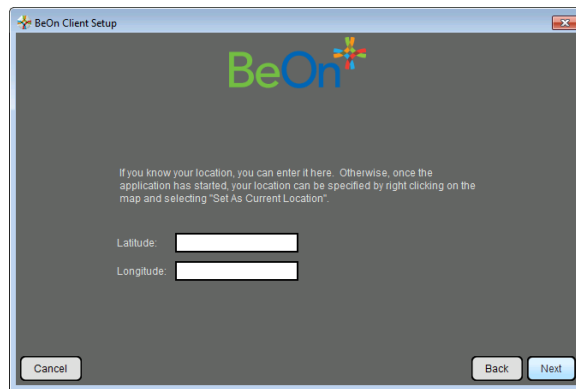 BeOn Client Setup
BeOn
If you know your location, you can enter it here. Otherwise, once the
application has started, your location can be specified by right clicking on the
map and selecting "Set As Current Location".
Latitude:
Longitude:
Cancel
Back
Next